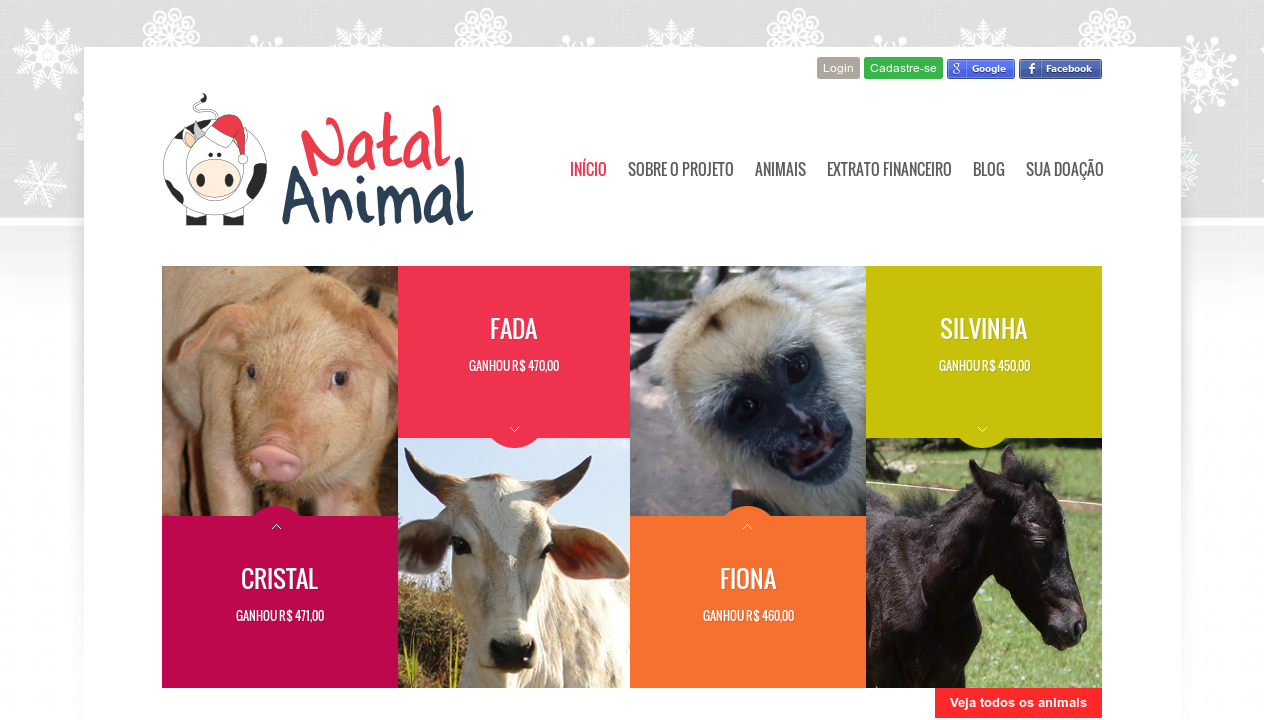 Login
Cadastre-se
Google
Facebook
Natal
Animal
INÍCIO
SOBRE O PROJETO
ANIMAIS
EXTRATO FINANCEIRO
BLOG
SUA DOAÇÃO
FADA
GANHOU R$ 470,00
SILVINHA
GANHOU R$ 450,00
CRISTAL
GANHOU R$ 471,00
FIONA
GANHOU R$ 460,00
Veja todos os animais